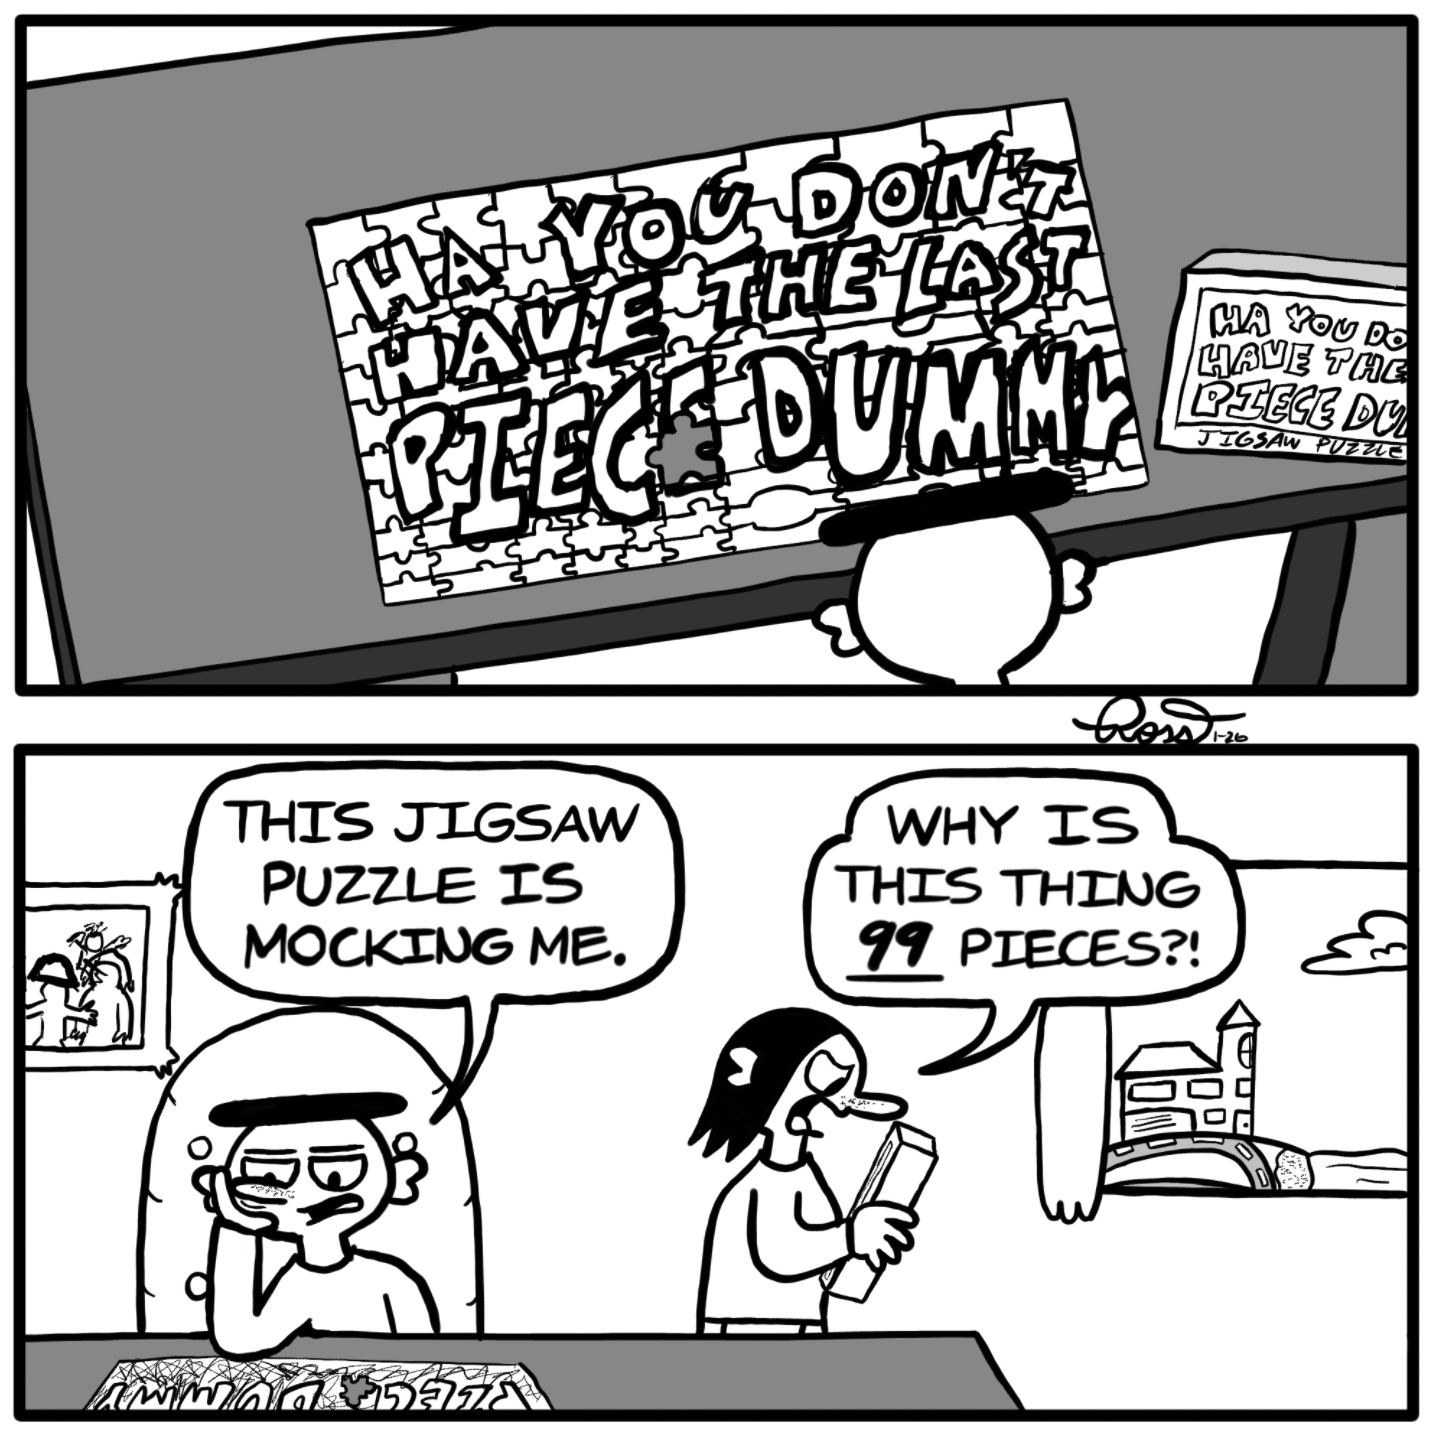 HA YOU DON'T
HAVE THE LAST
PIECE DUMMY
HA YOU DO
HAVE THE
PIECE DU
JIGSAW PUZZLE
Ross 1-26
THIS JIGSAW
PUZZLE IS
MOCKING ME.
WHY IS
THIS THING
99 PIECES?!
PIECE DUMMY